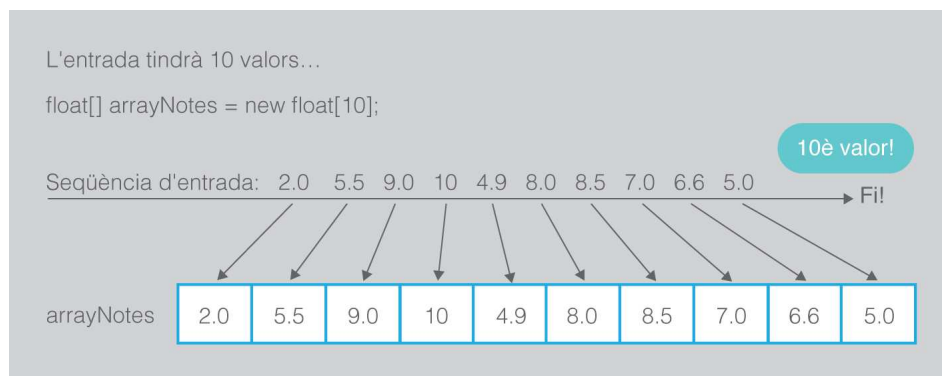 L'entrada tindrà 10 valors...
float[] arrayNotes = new float[10];
10è valor!
Seqüència d'entrada: 2.0 5.5 9.0 10 4.9 8.0 8.5 7.0 6.6 5.0
Fi!
arrayNotes 2.0 5.5 9.0 10 4.9 8.0 8.5 7.0 6.6 5.0